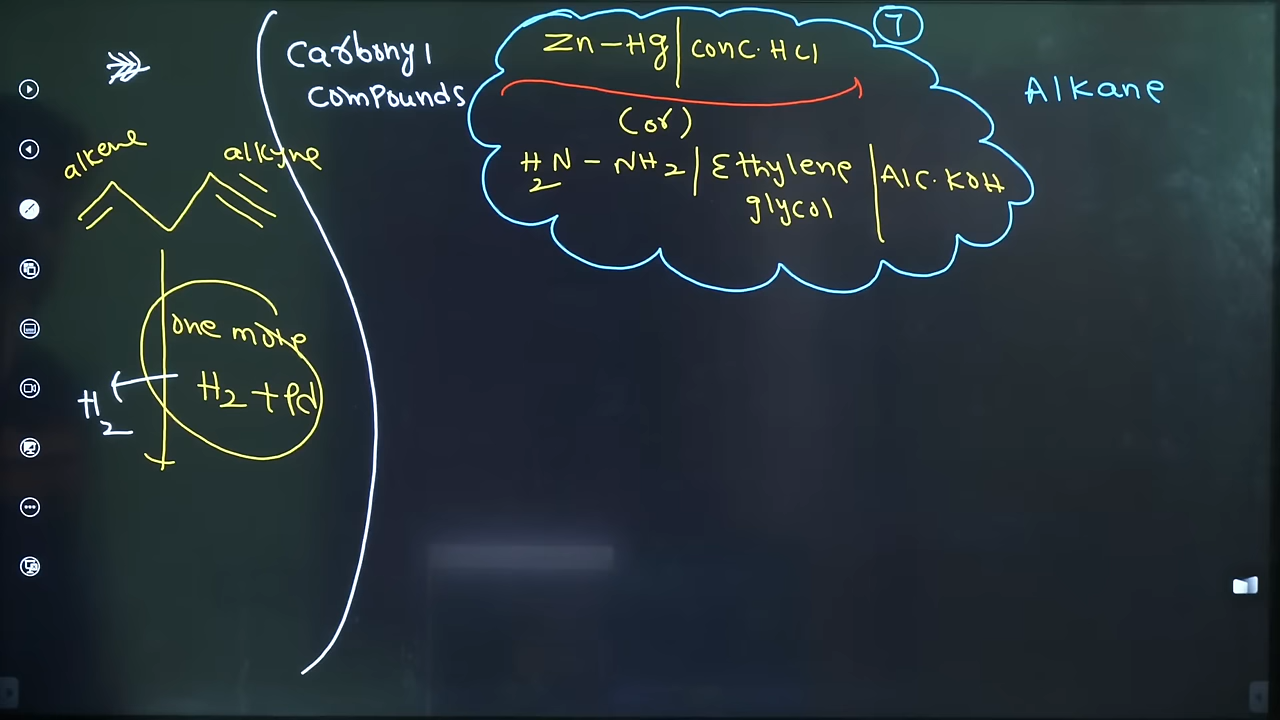 alkene
alkyne
one more
H2 + Pd
H2
Carbonyl
Compounds
7
Zn-Hg | Conc. HCl
(or)
H2N-NH2 | Ethylene glycol | Alc. KOH
Alkane